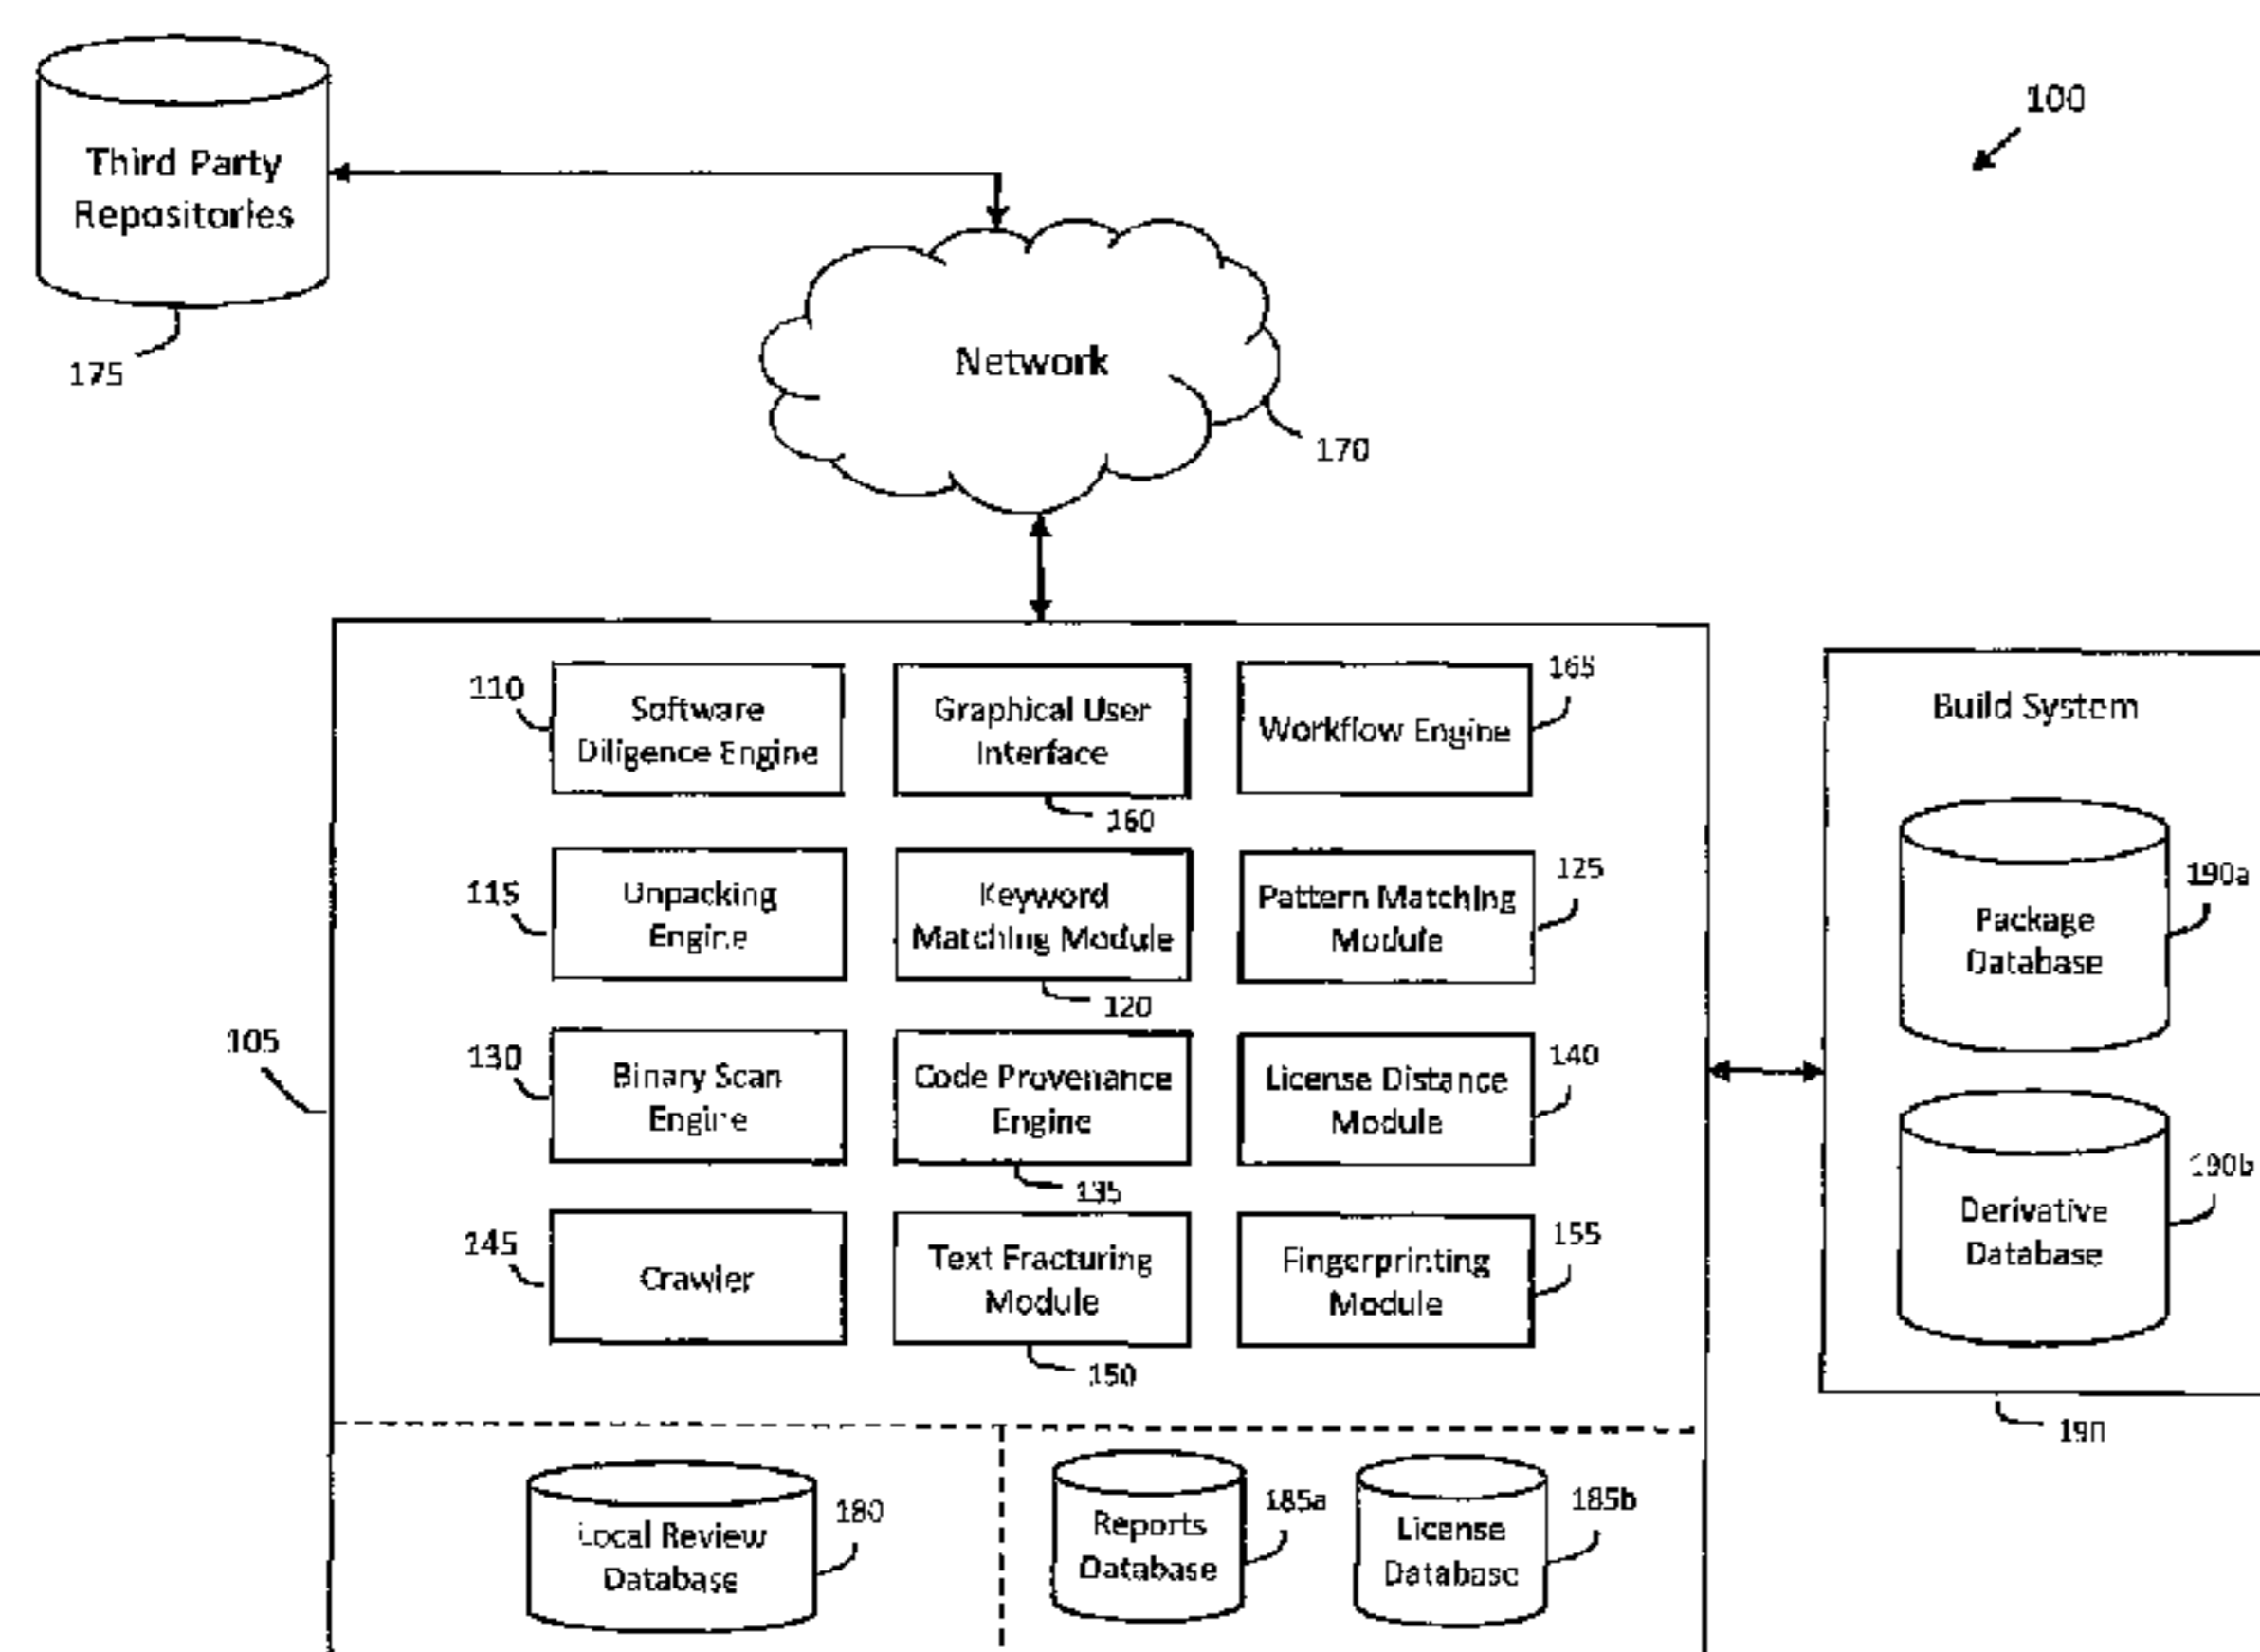 100
Third Party
Repositories
175
Network
170
110
Software
Diligence Engine
Graphical User
Interface
160
Workflow Engine
165
Build System
115
Unpacking
Engine
Keyword
Matching Module
120
Pattern Matching
Module
125
Package
Database
190a
105
130
Binary Scan
Engine
Code Provenance
Engine
135
License Distance
Module
140
Derivative
Database
190b
145
Crawler
Text Fracturing
Module
150
Fingerprinting
Module
155
190
Local Review
Database
180
Reports
Database
185a
License
Database
185b